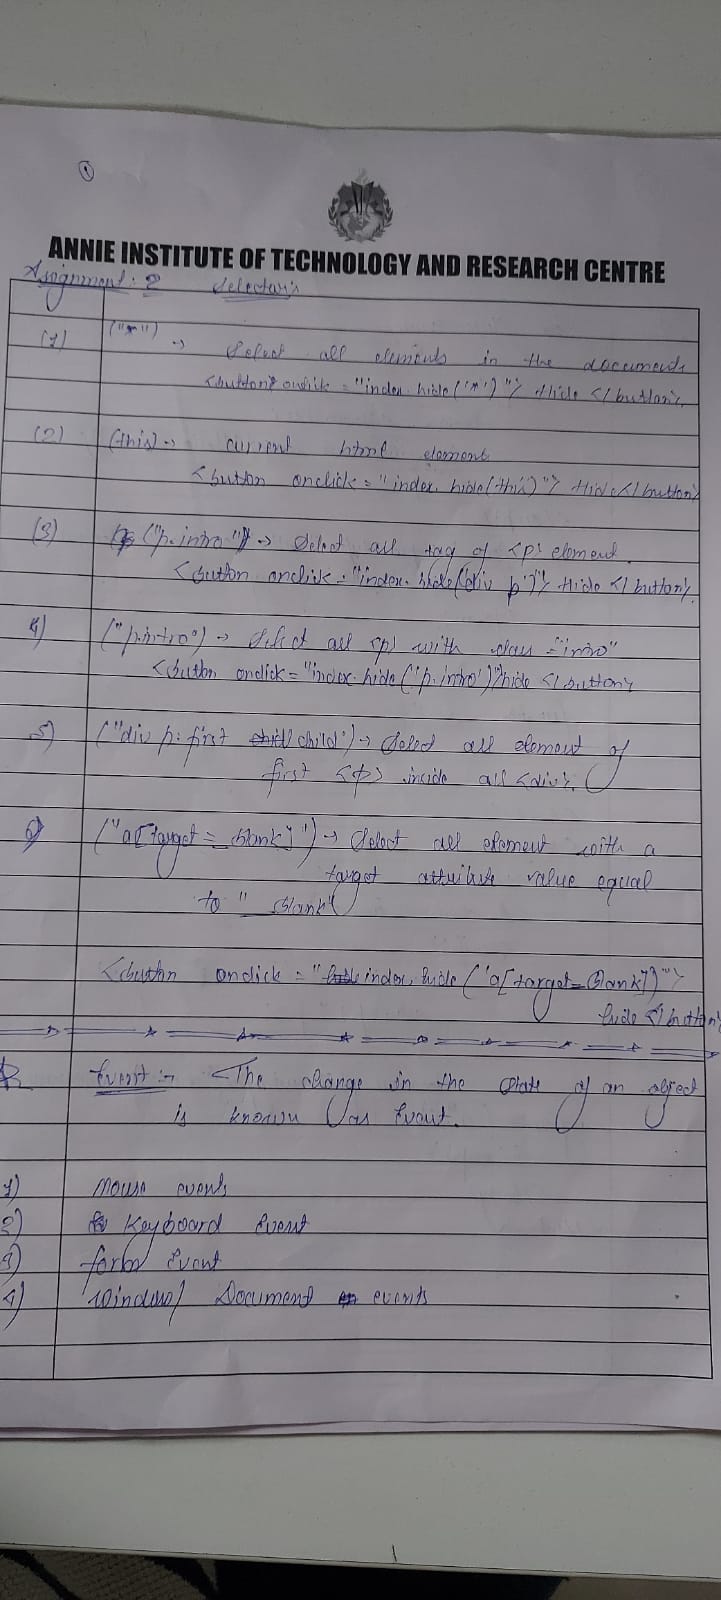 1
ANNIE INSTITUTE OF TECHNOLOGY AND RESEARCH CENTRE
Assignment: 2 Selectors
(1) ("*") → Select all elements in the documents
<button onclick = "index.hide('*')"> Hide </button>
(2) (this) → current html element
<button onclick = "index.hide(this)"> Hide </button>
(3) ("p.intro") → Select all tag of <p> element
<button onclick = "index.hide('div p')"> Hide </button>
4) ("p.intro") → Select all <p> with class = "intro"
<button onclick = "index.hide('p.intro')">hide </button>
5) ("div p: first child") → Select all element of
first <p> inside all <div>.
6) ("a[target = _blank]") → Select all element with a
target attribute value equal
to "_blank"
<button onclick = " index.hide ('a[target=_Blank])">
hide </button>
Event :- The change in the State of an object
is known as Event.
1) Mouse events
2) Keyboard Event
3) form Event
4) Window/ Document events